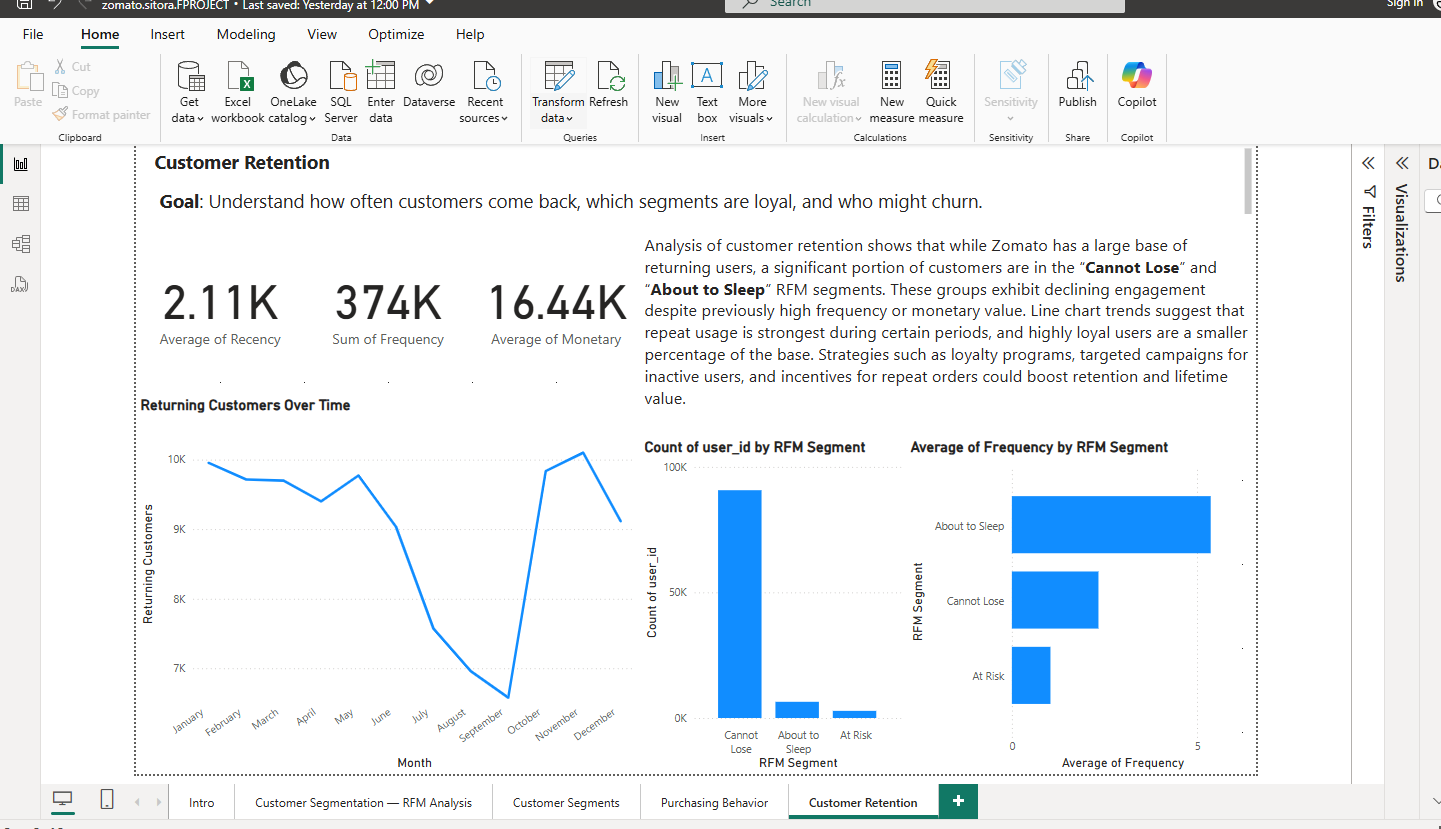 zomato.sitora.FPROJECT • Last saved: Yesterday at 12:00 PM
Search
Sign in
File
Home
Insert
Modeling
View
Optimize
Help
Paste
Cut
Copy
Format painter
Clipboard
Get data
Excel workbook
OneLake catalog
SQL Server
Enter data
Dataverse
Recent sources
Data
Transform data
Refresh
Queries
New visual
Text box
More visuals
Insert
New visual calculation
New measure
Quick measure
Calculations
Sensitivity
Sensitivity
Publish
Share
Copilot
Copilot
Customer Retention
Goal: Understand how often customers come back, which segments are loyal, and who might churn.
2.11K
Average of Recency
374K
Sum of Frequency
16.44K
Average of Monetary
Analysis of customer retention shows that while Zomato has a large base of
returning users, a significant portion of customers are in the “Cannot Lose” and
“About to Sleep” RFM segments. These groups exhibit declining engagement
despite previously high frequency or monetary value. Line chart trends suggest that
repeat usage is strongest during certain periods, and highly loyal users are a smaller
percentage of the base. Strategies such as loyalty programs, targeted campaigns for
inactive users, and incentives for repeat orders could boost retention and lifetime
value.
Returning Customers Over Time
Returning Customers
10K
9K
8K
7K
January
February
March
April
May
June
July
August
September
October
November
December
Month
Count of user_id by RFM Segment
Count of user_id
100K
50K
0K
Cannot Lose
About to Sleep
At Risk
RFM Segment
Average of Frequency by RFM Segment
RFM Segment
About to Sleep
Cannot Lose
At Risk
0
5
Average of Frequency
Filters
Visualizations
DAX
Intro
Customer Segmentation — RFM Analysis
Customer Segments
Purchasing Behavior
Customer Retention